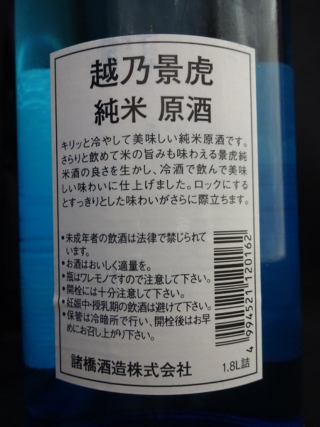 越乃景虎
純米 原酒
キリッと冷やして美味しい純米原酒です。
さらりと飲めて米の旨みも味わえる景虎純
米酒の良さを生かし、冷酒で飲んで美味
しい味わいに仕上げました。ロックにする
とすっきりとした味わいがさらに際立ちます。
•未成年者の飲酒は法律で禁じられて
います。
•お酒はおいしく適量を。
•瓶はワレモノですので注意して下さい。
•開栓には十分注意して下さい。
•妊娠中・授乳期の飲酒は避けて下さい。
•保管は冷暗所で行い、開栓後はお早
めにお召し上がり下さい。
4 994521 120162
1.8L詰
諸橋酒造株式会社